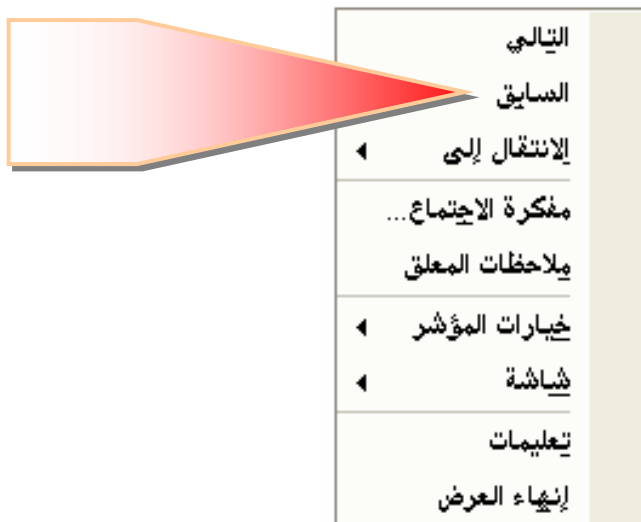 التالي
السابق
الانتقال إلى
مفكرة الاجتماع...
ملاحظات المعلق
خيارات المؤشر
شاشة
تعليمات
إنهاء العرض